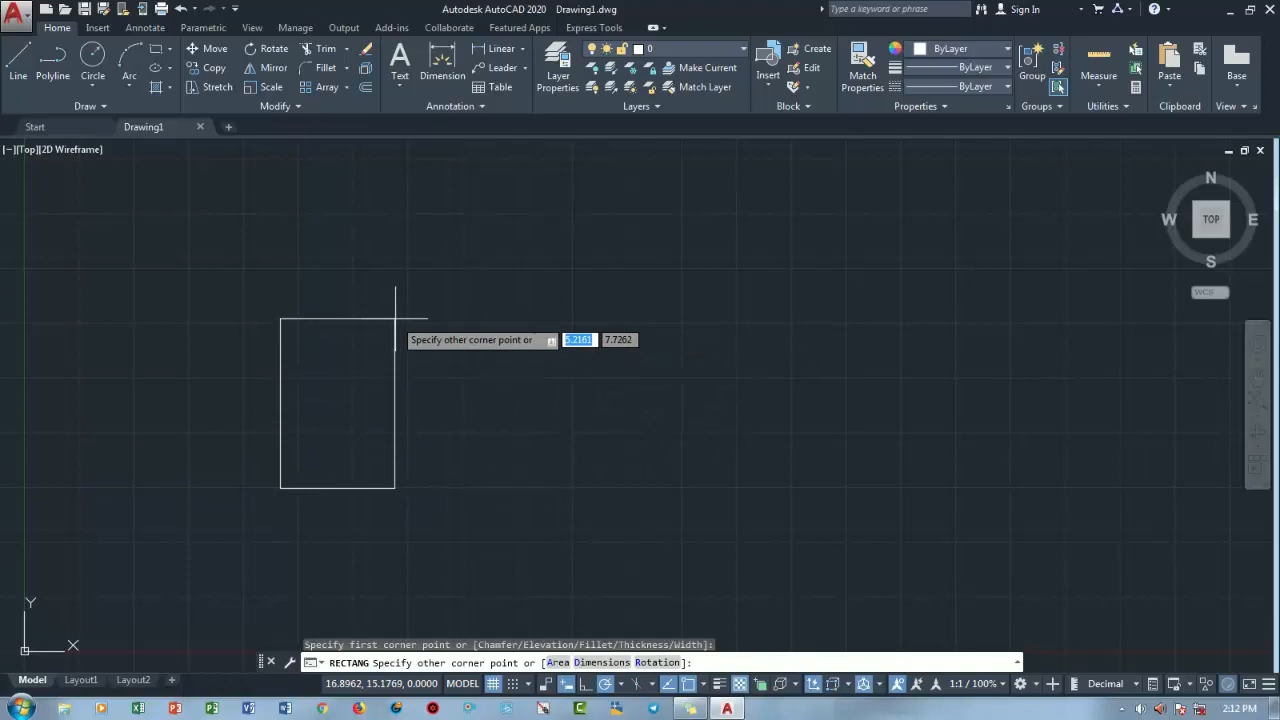 Autodesk AutoCAD 2020 Drawing1.dwg
Type a keyword or phrase
Sign In
Home Insert Annotate Parametric View Manage Output Add-ins Collaborate Express Tools
Line Polyline Circle Arc
Move Rotate Trim
Copy Mirror Fillet
Stretch Scale Array
Text Dimension
Linear
Leader
Table
Layer Properties
0
Make Current
Match Layer
Insert
Create
Edit
Match Properties
ByLayer
ByLayer
ByLayer
Group
Measure
Paste
Base
Draw Modify Annotation Layers Block Properties Groups Utilities Clipboard View
Start Drawing1
[−][Top][2D Wireframe]
N
W TOP E
S
WCS
Specify other corner point or 5.2161 7.7262
Y
X
Specify first corner point or [Chamfer/Elevation/Fillet/Thickness/Width]:
RECTANG Specify other corner point or [Area Dimensions Rotation]:
Model Layout1 Layout2
16.8962, 15.1769, 0.0000 MODEL 1:1 / 100% Decimal
2:12 PM